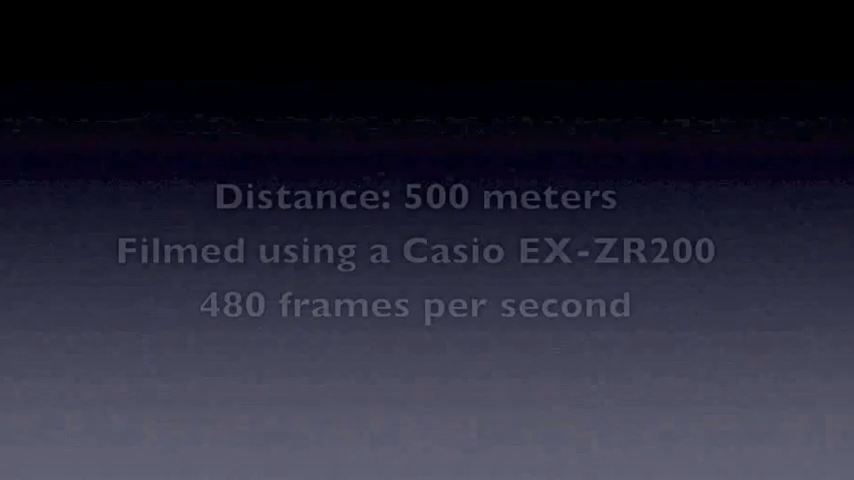 Distance: 500 meters
Filmed using a Casio EX-ZR200
480 frames per second